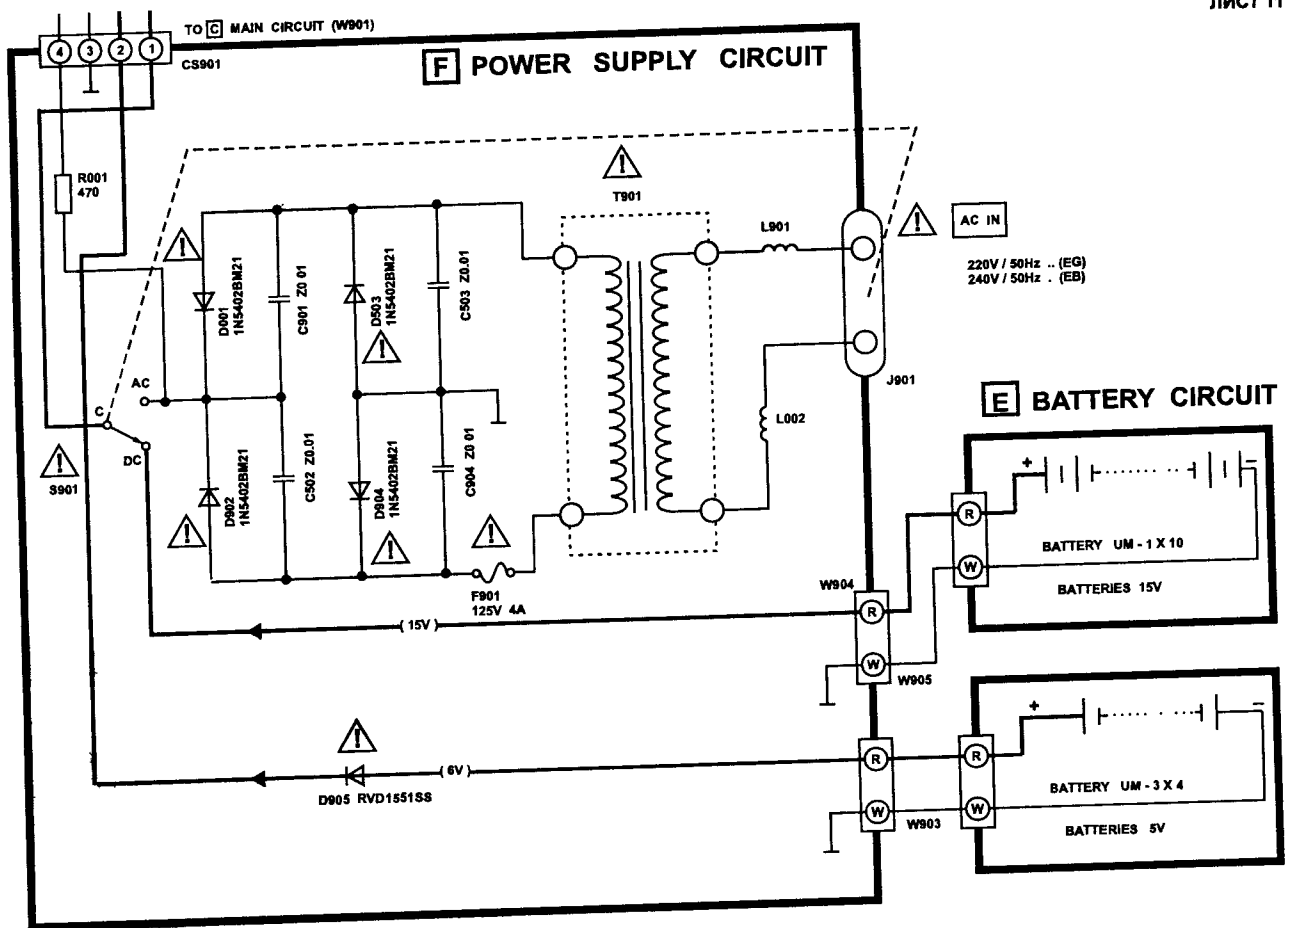 ЛИСТ 11
TO C MAIN CIRCUIT (W901)
4 3 2 1
CS901
F POWER SUPPLY CIRCUIT
R001
470
T901
L901
AC IN
220V / 50Hz .. (EG)
240V / 50Hz . (EB)
D001
1N5402BM21
C901 Z0 01
D503
1N5402BM21
C503 Z0.01
J901
AC
C
DC
S901
L002
E BATTERY CIRCUIT
D902
1N5402BM21
C502 Z0.01
D904
1N5402BM21
C904 Z0 01
+ −
R
BATTERY UM - 1 X 10
W
BATTERIES 15V
F901
125V 4A
W904
( 15V )
R
W
W905
+ −
R R
( 6V )
D905 RVD1551SS
BATTERY UM - 3 X 4
W W
W903
BATTERIES 5V